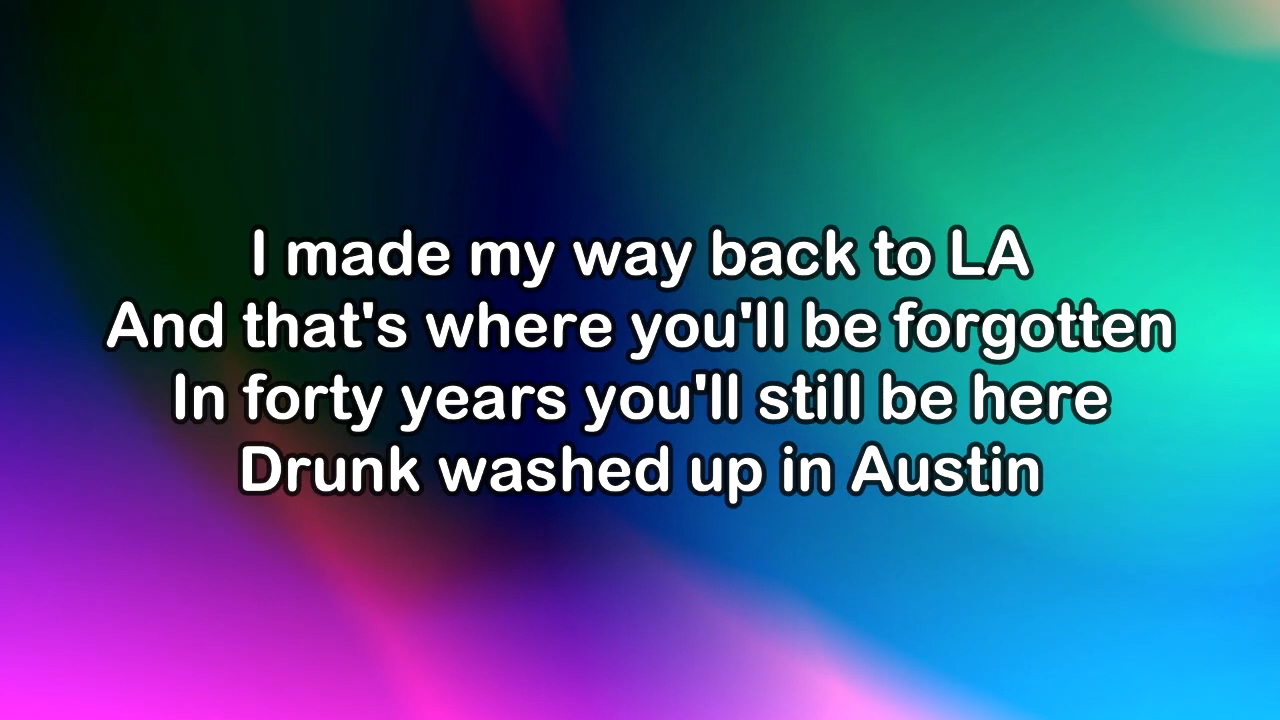 I made my way back to LA
And that's where you'll be forgotten
In forty years you'll still be here
Drunk washed up in Austin